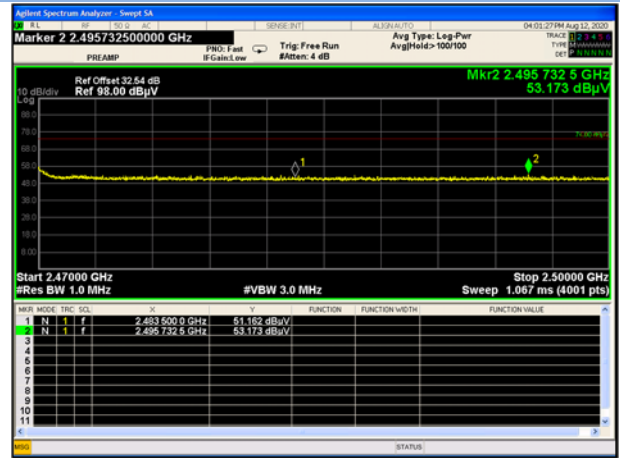 Agilent Spectrum Analyzer - Swept SA
RL RF 50 Ω AC SENSE:INT ALIGN AUTO 04:01:27 PM Aug 12, 2020
Marker 2 2.495732500000 GHz Avg Type: Log-Pwr TRACE 1 2 3 4 5 6
PNO: Fast Trig: Free Run Avg|Hold:> 100/100 TYPE
PREAMP IFGain:Low #Atten: 4 dB DET P N N N N N
Mkr2 2.495 732 5 GHz
Ref Offset 32.54 dB
10 dB/div Ref 98.00 dBµV 53.173 dBµV
Log
88.0
78.0
68.0
58.0
48.0
38.0
28.0
18.0
8.00
1
2
Start 2.47000 GHz Stop 2.50000 GHz
#Res BW 1.0 MHz #VBW 3.0 MHz Sweep 1.067 ms (4001 pts)
MKR MODE TRC SCL X Y FUNCTION FUNCTION WIDTH FUNCTION VALUE
1 N 1 f 2.483 500 0 GHz 51.162 dBµV
2 N 1 f 2.495 732 5 GHz 53.173 dBµV
3
4
5
6
7
8
9
10
11
MSG STATUS